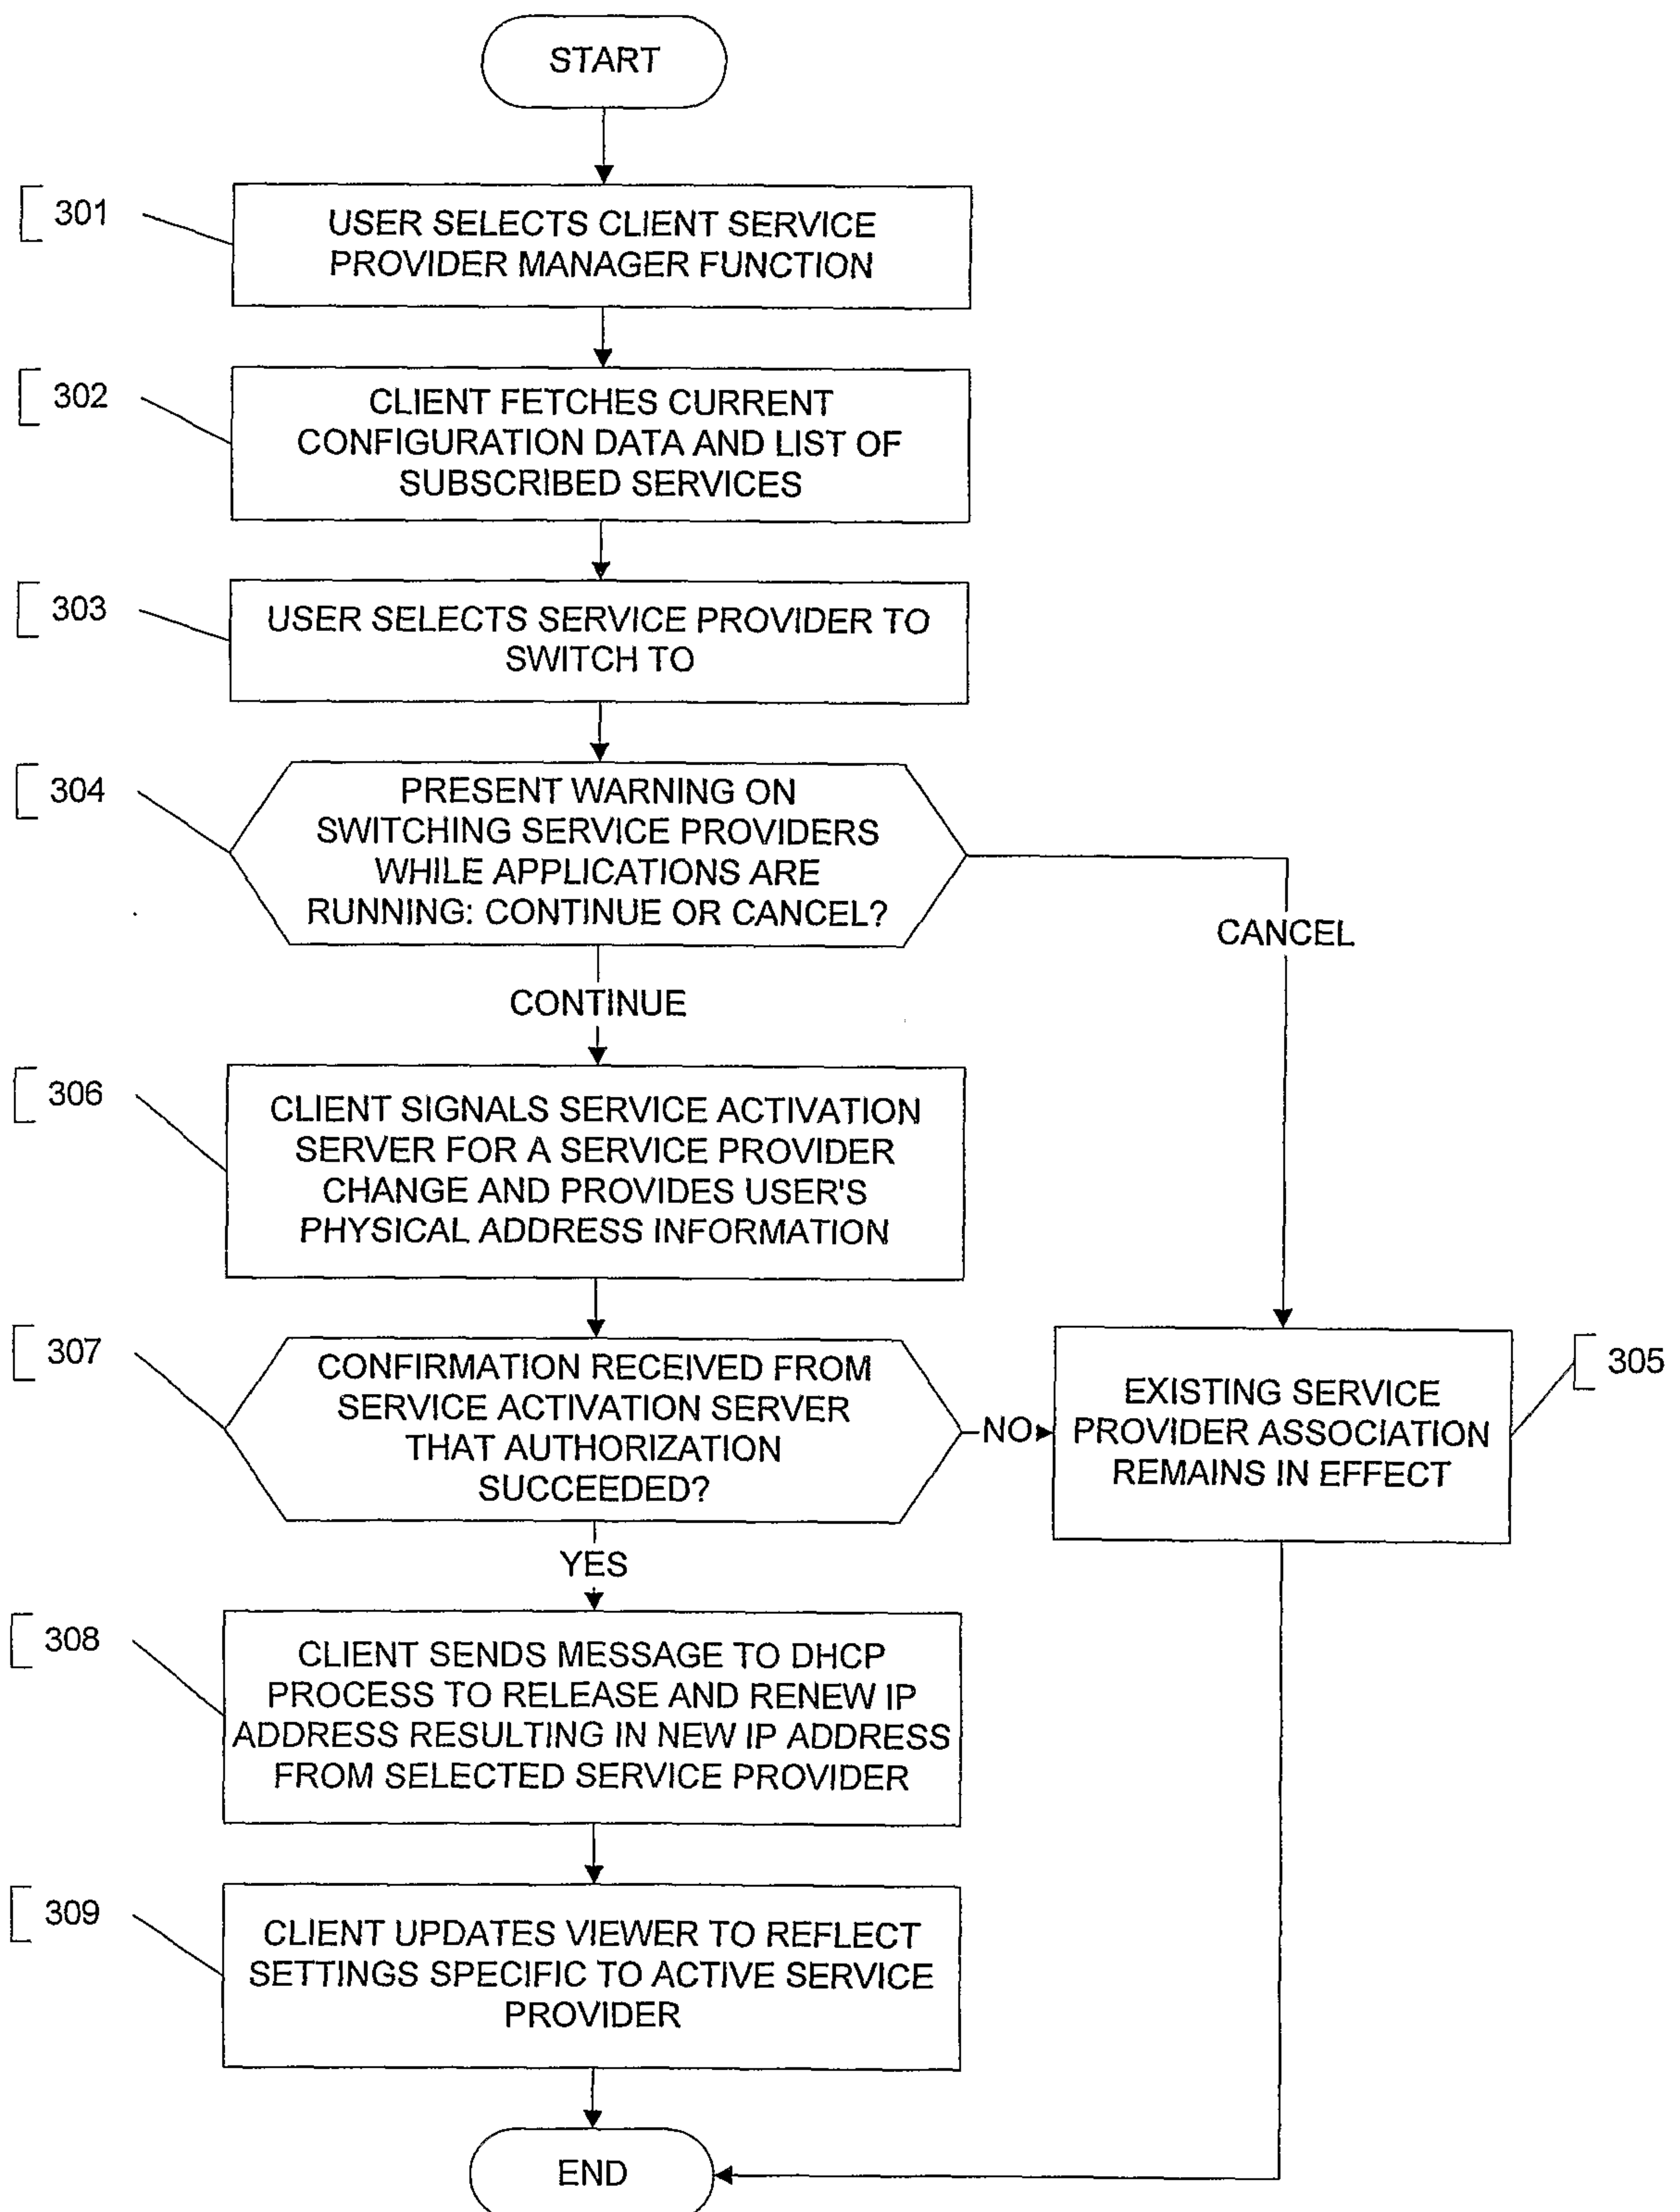 START
301
USER SELECTS CLIENT SERVICE
PROVIDER MANAGER FUNCTION
302
CLIENT FETCHES CURRENT
CONFIGURATION DATA AND LIST OF
SUBSCRIBED SERVICES
303
USER SELECTS SERVICE PROVIDER TO
SWITCH TO
304
PRESENT WARNING ON
SWITCHING SERVICE PROVIDERS
WHILE APPLICATIONS ARE
RUNNING: CONTINUE OR CANCEL?
CANCEL
CONTINUE
306
CLIENT SIGNALS SERVICE ACTIVATION
SERVER FOR A SERVICE PROVIDER
CHANGE AND PROVIDES USER'S
PHYSICAL ADDRESS INFORMATION
307
CONFIRMATION RECEIVED FROM
SERVICE ACTIVATION SERVER
THAT AUTHORIZATION
SUCCEEDED?
NO
305
EXISTING SERVICE
PROVIDER ASSOCIATION
REMAINS IN EFFECT
YES
308
CLIENT SENDS MESSAGE TO DHCP
PROCESS TO RELEASE AND RENEW IP
ADDRESS RESULTING IN NEW IP ADDRESS
FROM SELECTED SERVICE PROVIDER
309
CLIENT UPDATES VIEWER TO REFLECT
SETTINGS SPECIFIC TO ACTIVE SERVICE
PROVIDER
END